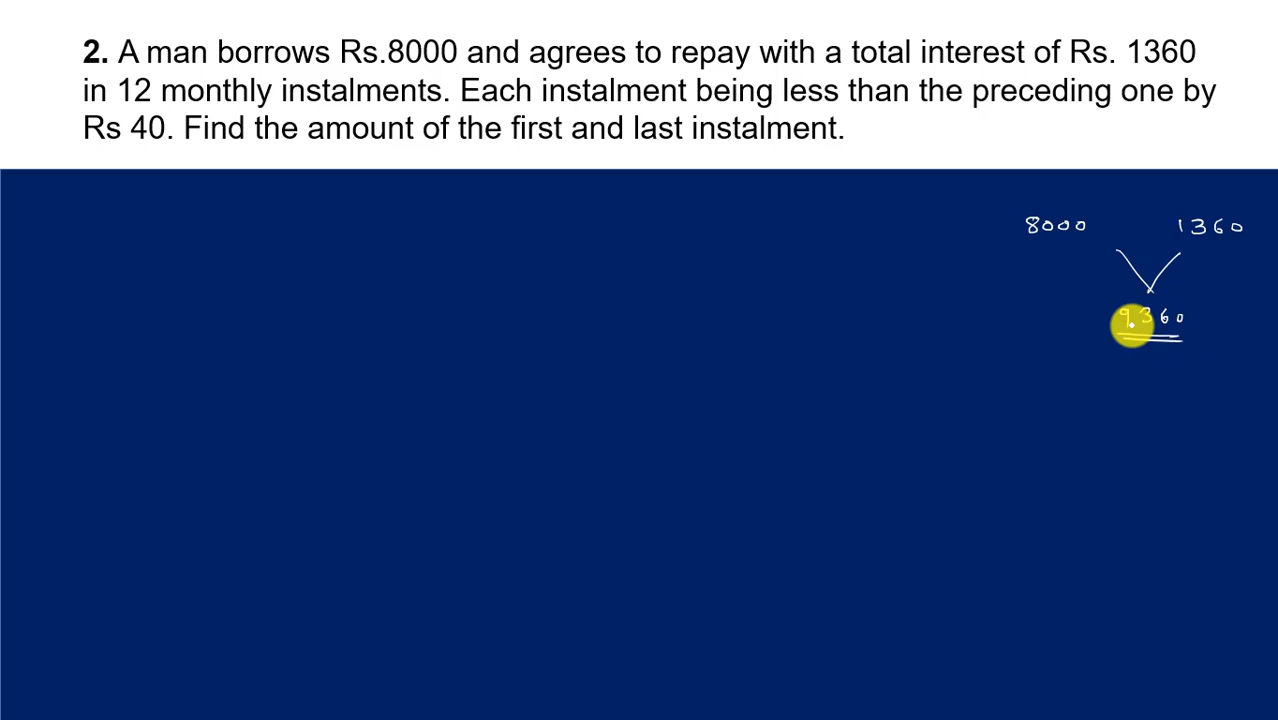 2. A man borrows Rs.8000 and agrees to repay with a total interest of Rs. 1360
in 12 monthly instalments. Each instalment being less than the preceding one by
Rs 40. Find the amount of the first and last instalment.
8000 1360
9360